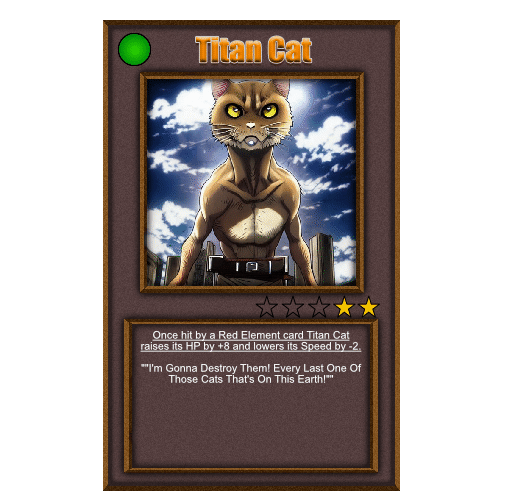 Titan Cat
Once hit by a Red Element card Titan Cat
raises its HP by +8 and lowers its Speed by -2.
""I'm Gonna Destroy Them! Every Last One Of
Those Cats That's On This Earth!""